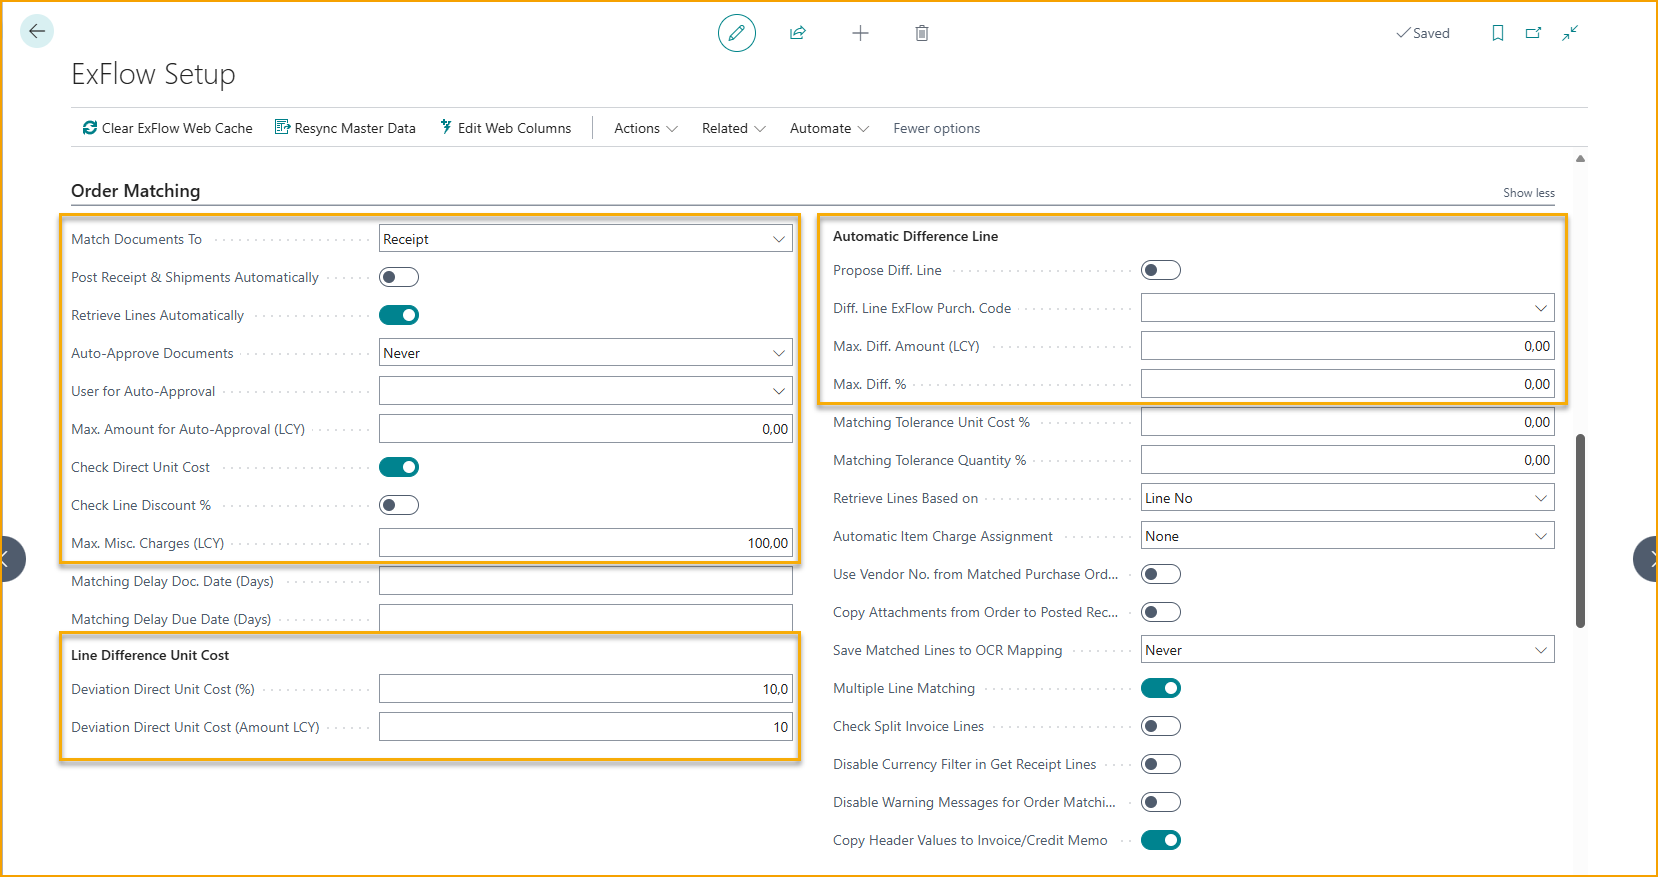 Saved
ExFlow Setup
Clear ExFlow Web Cache
Resync Master Data
Edit Web Columns
Actions
Related
Automate
Fewer options
Order Matching
Show less
Match Documents To
Receipt
Post Receipt & Shipments Automatically
Retrieve Lines Automatically
Auto-Approve Documents
Never
User for Auto-Approval
Max. Amount for Auto-Approval (LCY)
0,00
Check Direct Unit Cost
Check Line Discount %
Max. Misc. Charges (LCY)
100,00
Matching Delay Doc. Date (Days)
Matching Delay Due Date (Days)
Line Difference Unit Cost
Deviation Direct Unit Cost (%)
10,0
Deviation Direct Unit Cost (Amount LCY)
10
Automatic Difference Line
Propose Diff. Line
Diff. Line ExFlow Purch. Code
Max. Diff. Amount (LCY)
0,00
Max. Diff. %
0,00
Matching Tolerance Unit Cost %
0,00
Matching Tolerance Quantity %
0,00
Retrieve Lines Based on
Line No
Automatic Item Charge Assignment
None
Use Vendor No. from Matched Purchase Ord...
Copy Attachments from Order to Posted Rec...
Save Matched Lines to OCR Mapping
Never
Multiple Line Matching
Check Split Invoice Lines
Disable Currency Filter in Get Receipt Lines
Disable Warning Messages for Order Matchi...
Copy Header Values to Invoice/Credit Memo